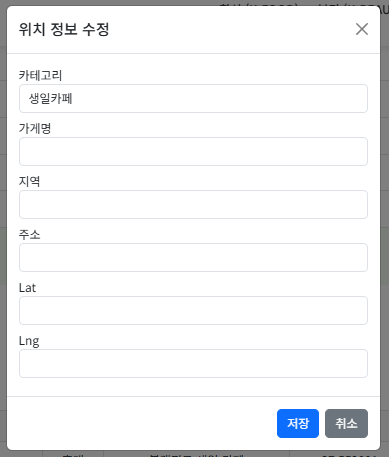 위치 정보 수정
카테고리
생일카페
가게명
지역
주소
Lat
Lng
저장 취소